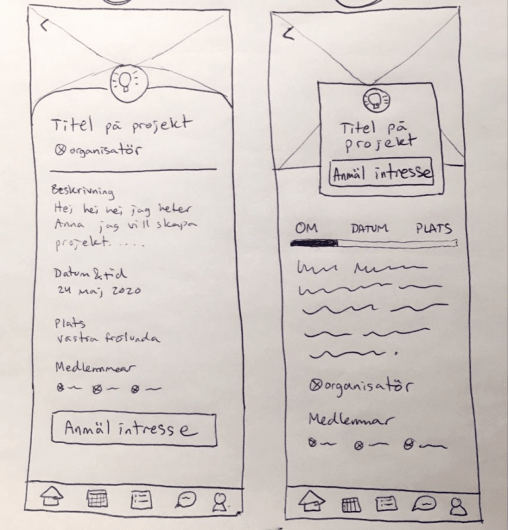 Titel på projekt
organisatör
Beskrivning
Hej hej hej jag heter
Anna jag vill skapa
projekt.....
Datum & tid
24 maj 2020
Plats
västra frölunda
Medlemmar
Anmäl intresse
Titel på
projekt
Anmäl intresse
OM DATUM PLATS
organisatör
Medlemmar